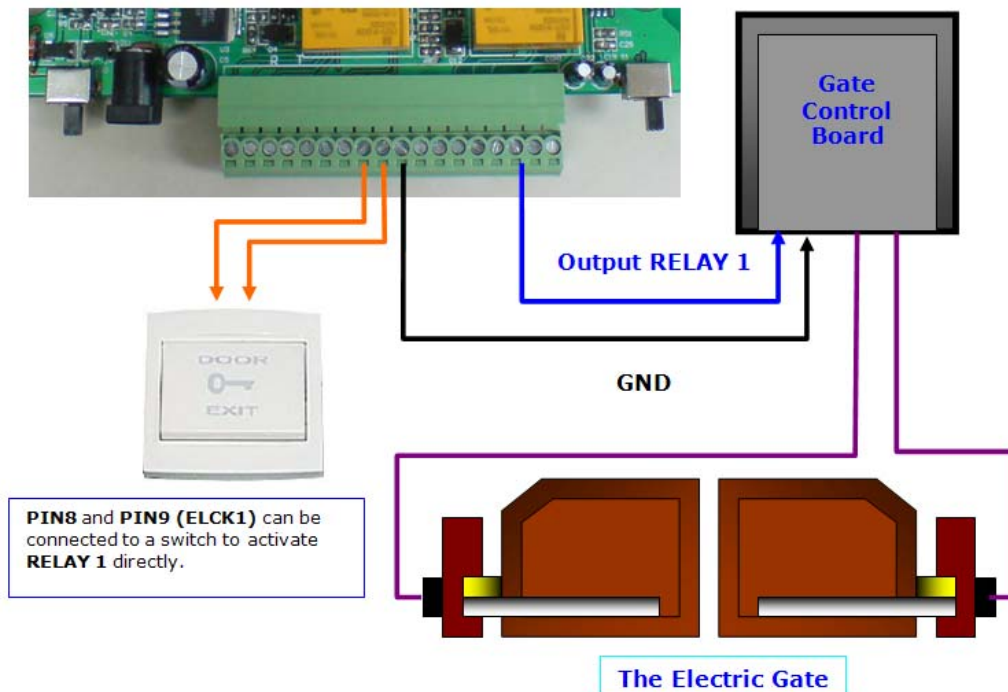 Gate
Control
Board
Output RELAY 1
GND
DOOR
EXIT
PIN8 and PIN9 (ELCK1) can be
connected to a switch to activate
RELAY 1 directly.
The Electric Gate